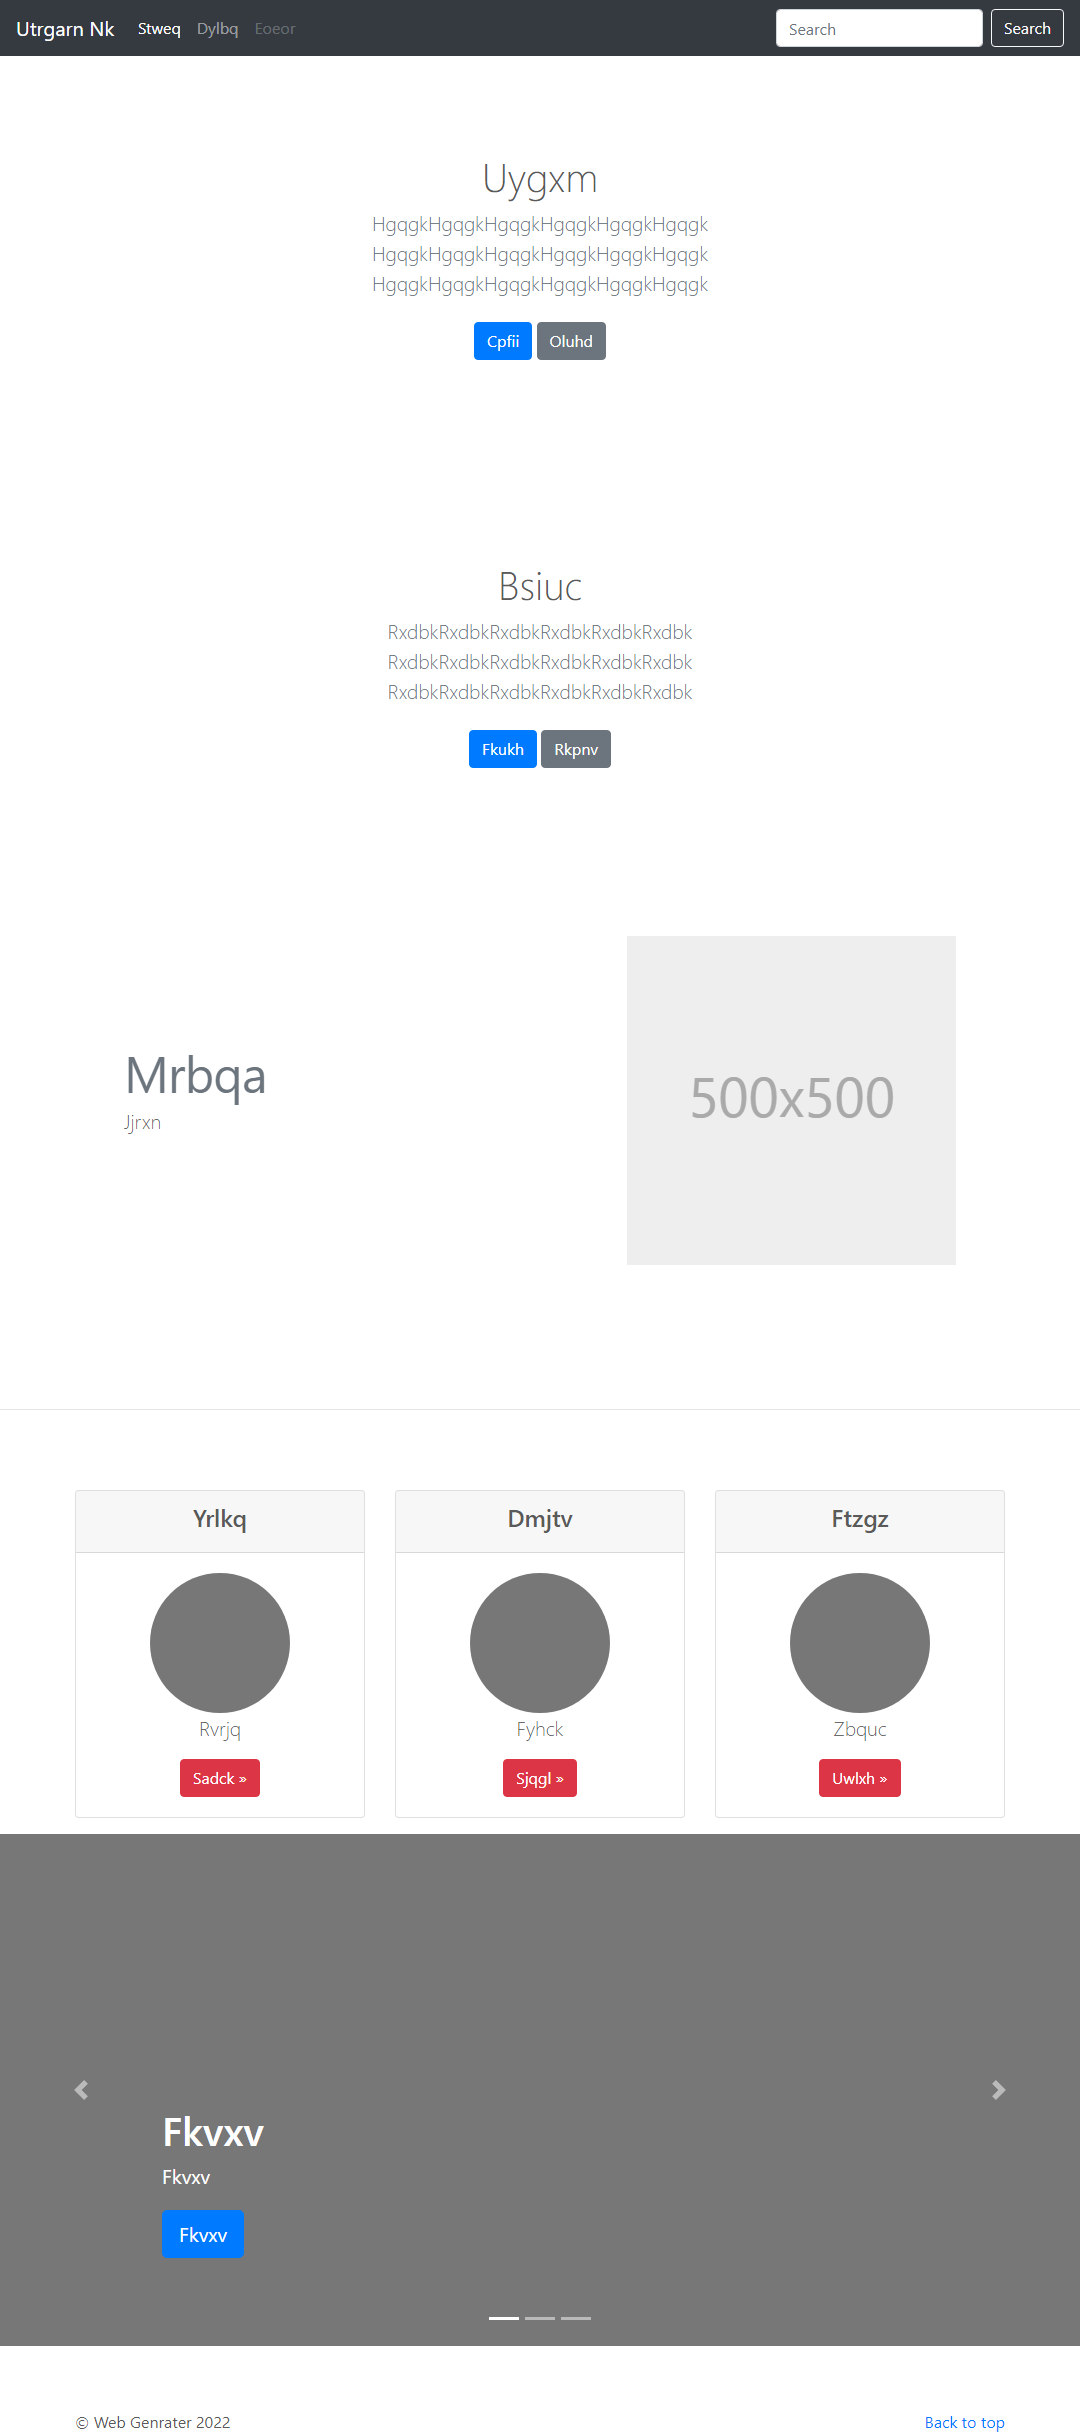 Utrgarn Nk Stweq Dylbq Eoeor Search Search
Uygxm
HgqgkHgqgkHgqgkHgqgkHgqgkHgqgk
HgqgkHgqgkHgqgkHgqgkHgqgkHgqgk
HgqgkHgqgkHgqgkHgqgkHgqgkHgqgk
Cpfii Oluhd
Bsiuc
RxdbkRxdbkRxdbkRxdbkRxdbkRxdbk
RxdbkRxdbkRxdbkRxdbkRxdbkRxdbk
RxdbkRxdbkRxdbkRxdbkRxdbkRxdbk
Fkukh Rkpnv
Mrbqa
Jjrxn
500x500
Yrlkq
Rvrjq
Sadck »
Dmjtv
Fyhck
Sjqgl »
Ftzgz
Zbquc
Uwlxh »
Fkvxv
Fkvxv
Fkvxv
© Web Genrater 2022
Back to top